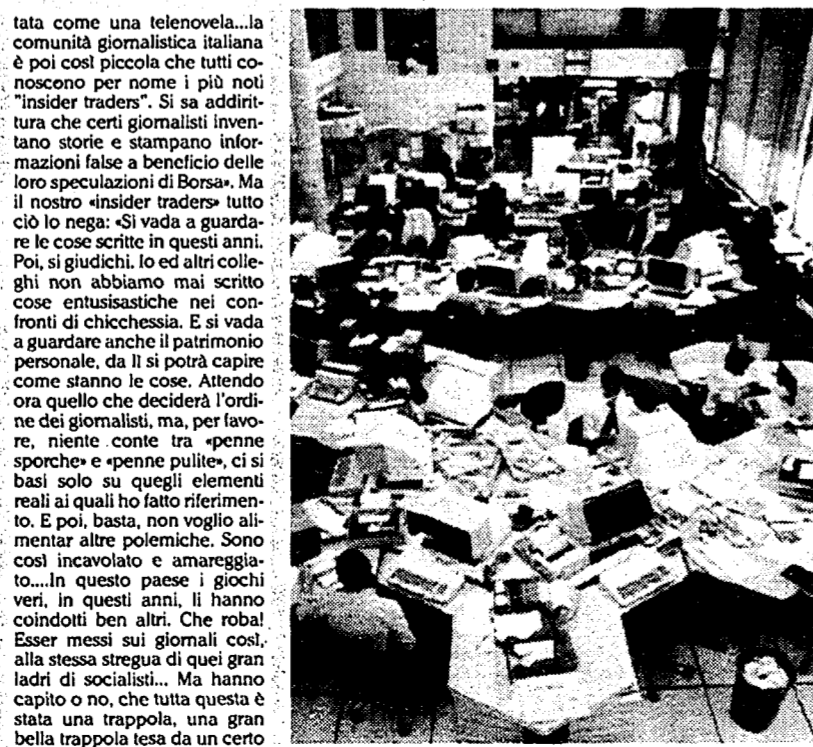 tata come una telenovela...la
comunità giornalistica italiana
è poi così piccola che tutti co-
noscono per nome i più noti
"insider traders". Si sa addirit-
tura che certi giornalisti inven-
tano storie e stampano infor-
mazioni false a beneficio delle
loro speculazioni di Borsa». Ma
il nostro «insider traders» tutto
ciò lo nega: «Si vada a guarda-
re le cose scritte in questi anni.
Poi, si giudichi. Io ed altri colle-
ghi non abbiamo mai scritto
cose entusisastiche nei con-
fronti di chicchessia. E si vada
a guardare anche il patrimonio
personale, da lì si potrà capire
come stanno le cose. Attendo
ora quello che deciderà l'ordi-
ne dei giornalisti, ma, per favo-
re, niente conte tra «penne
sporche» e «penne pulite», ci si
basi solo su quegli elementi
reali ai quali ho fatto riferimen-
to. E poi, basta, non voglio ali-
mentar altre polemiche. Sono
così incavolato e amareggia-
to....In questo paese i giochi
veri, in questi anni, li hanno
coindotti ben altri. Che roba!
Esser messi sui giornali così,
alla stessa stregua di quei gran
ladri di socialisti... Ma hanno
capito o no, che tutta questa è
stata una trappola, una gran
bella trappola tesa da un certo